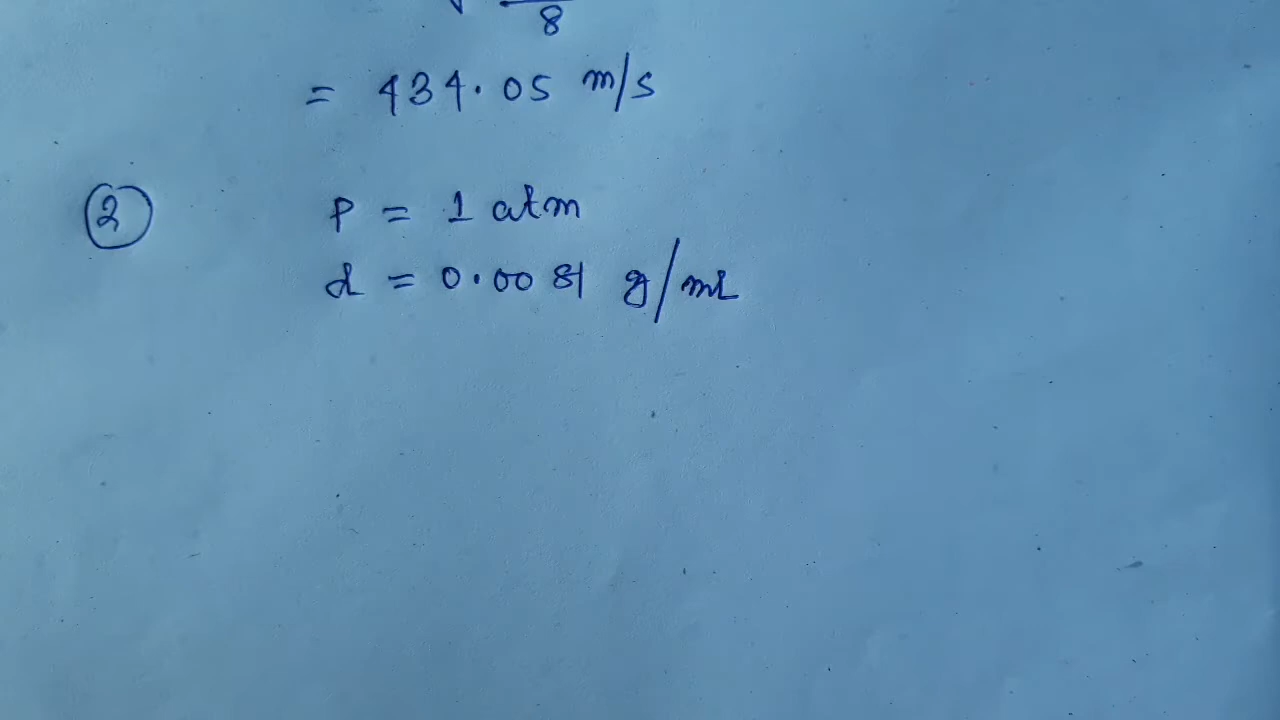 8
= 434.05 m/s
2 P = 1 atm
d = 0.0081 g/mL